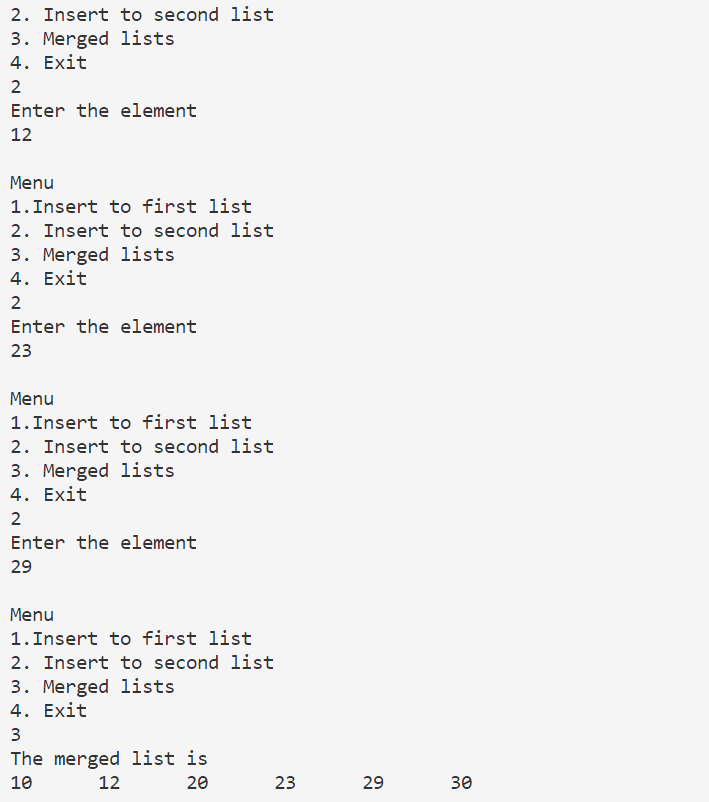 2. Insert to second list
3. Merged lists
4. Exit
2
Enter the element
12

Menu
1.Insert to first list
2. Insert to second list
3. Merged lists
4. Exit
2
Enter the element
23

Menu
1.Insert to first list
2. Insert to second list
3. Merged lists
4. Exit
2
Enter the element
29

Menu
1.Insert to first list
2. Insert to second list
3. Merged lists
4. Exit
3
The merged list is
10      12      20      23      29      30